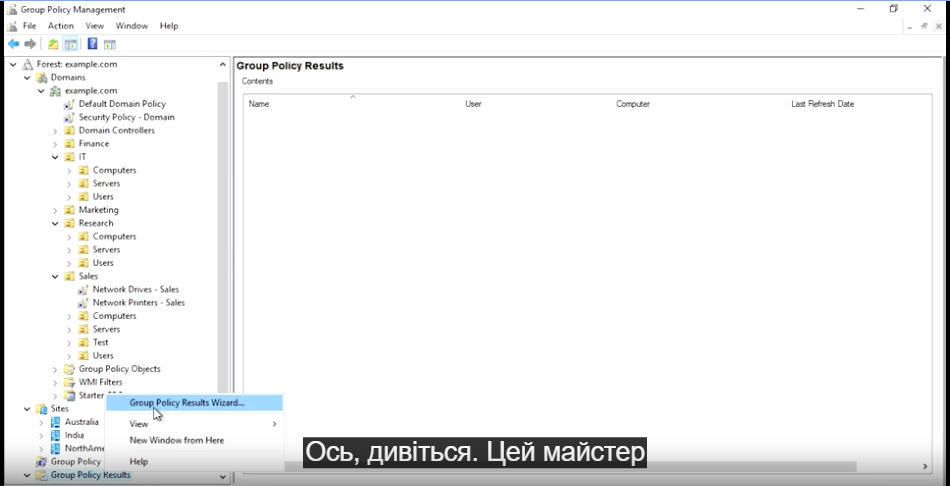 Group Policy Management
File Action View Window Help
Forest: example.com
Domains
example.com
Default Domain Policy
Security Policy - Domain
Domain Controllers
Finance
IT
Computers
Servers
Users
Marketing
Research
Computers
Servers
Users
Sales
Network Drives - Sales
Network Printers - Sales
Computers
Servers
Test
Users
Group Policy Objects
WMI Filters
Starter
Sites
Australia
India
NorthAme
Group Policy
Group Policy Results
Group Policy Results
Contents
Name User Computer Last Refresh Date
Group Policy Results Wizard...
View
New Window from Here
Help
Ось, дивіться. Цей майстер